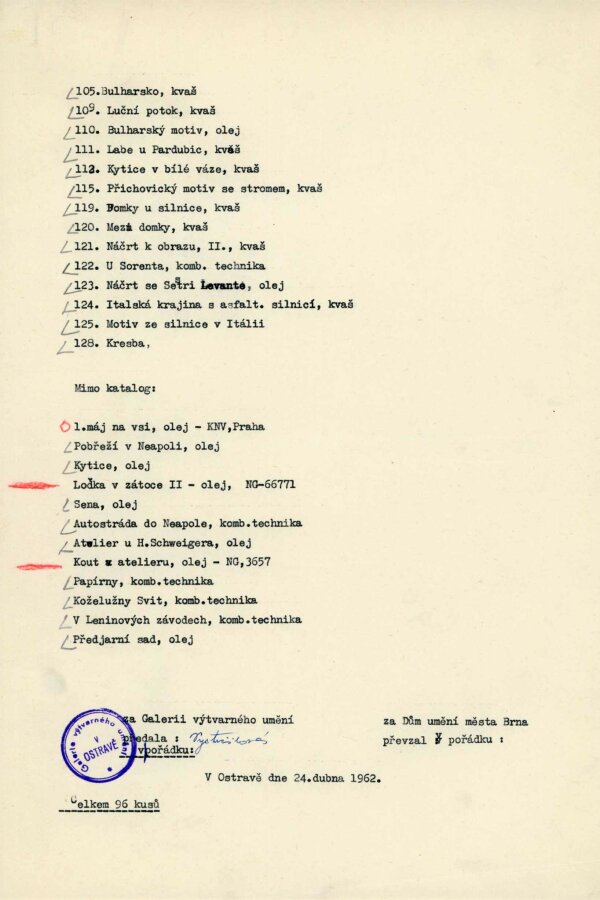 105.Bulharsko, kvaš
109. Luční potok, kvaš
110. Bulharský motiv, olej
111. Labe u Pardubic, kváš
112. Kytice v bílé váze, kvaš
115. Přichovický motiv se stromem, kvaš
119. Domky u silnice, kvaš
120. Mezi domky, kvaš
121. Náčrt k obrazu, II., kvaš
122. U Sorenta, komb. technika
123. Náčrt se Sestri Levante, olej
124. Italská krajina s asfalt. silnicí, kvaš
125. Motiv ze silnice v Itálii
128. Kresba,
Mimo katalog:
1.máj na vsi, olej - KNV,Praha
Pobřeží v Neapoli, olej
Kytice, olej
Loďka v zátoce II - olej, NG-66771
Sena, olej
Autostráda do Neapole, komb.technika
Atelier u H.Schweigera, olej
Kout z atelieru, olej - NG,3657
Papírny, komb.technika
Koželužny Svit, komb.technika
V Leninových závodech, komb.technika
Předjarní sad, olej
za Galerii výtvarného umění
předala :
v pořádku:
za Dům umění města Brna
převzal v pořádku :
Galerie výtvarného umění v OSTRAVĚ
V Ostravě dne 24.dubna 1962.
Celkem 96 kusů